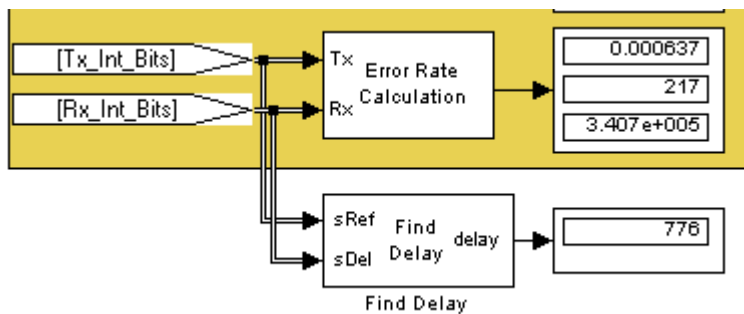 [Tx_Int_Bits]
[Rx_Int_Bits]
Tx
Rx
Error Rate
Calculation
0.000637
217
3.407e+005
sRef
sDel
Find
Delay
delay
776
Find Delay